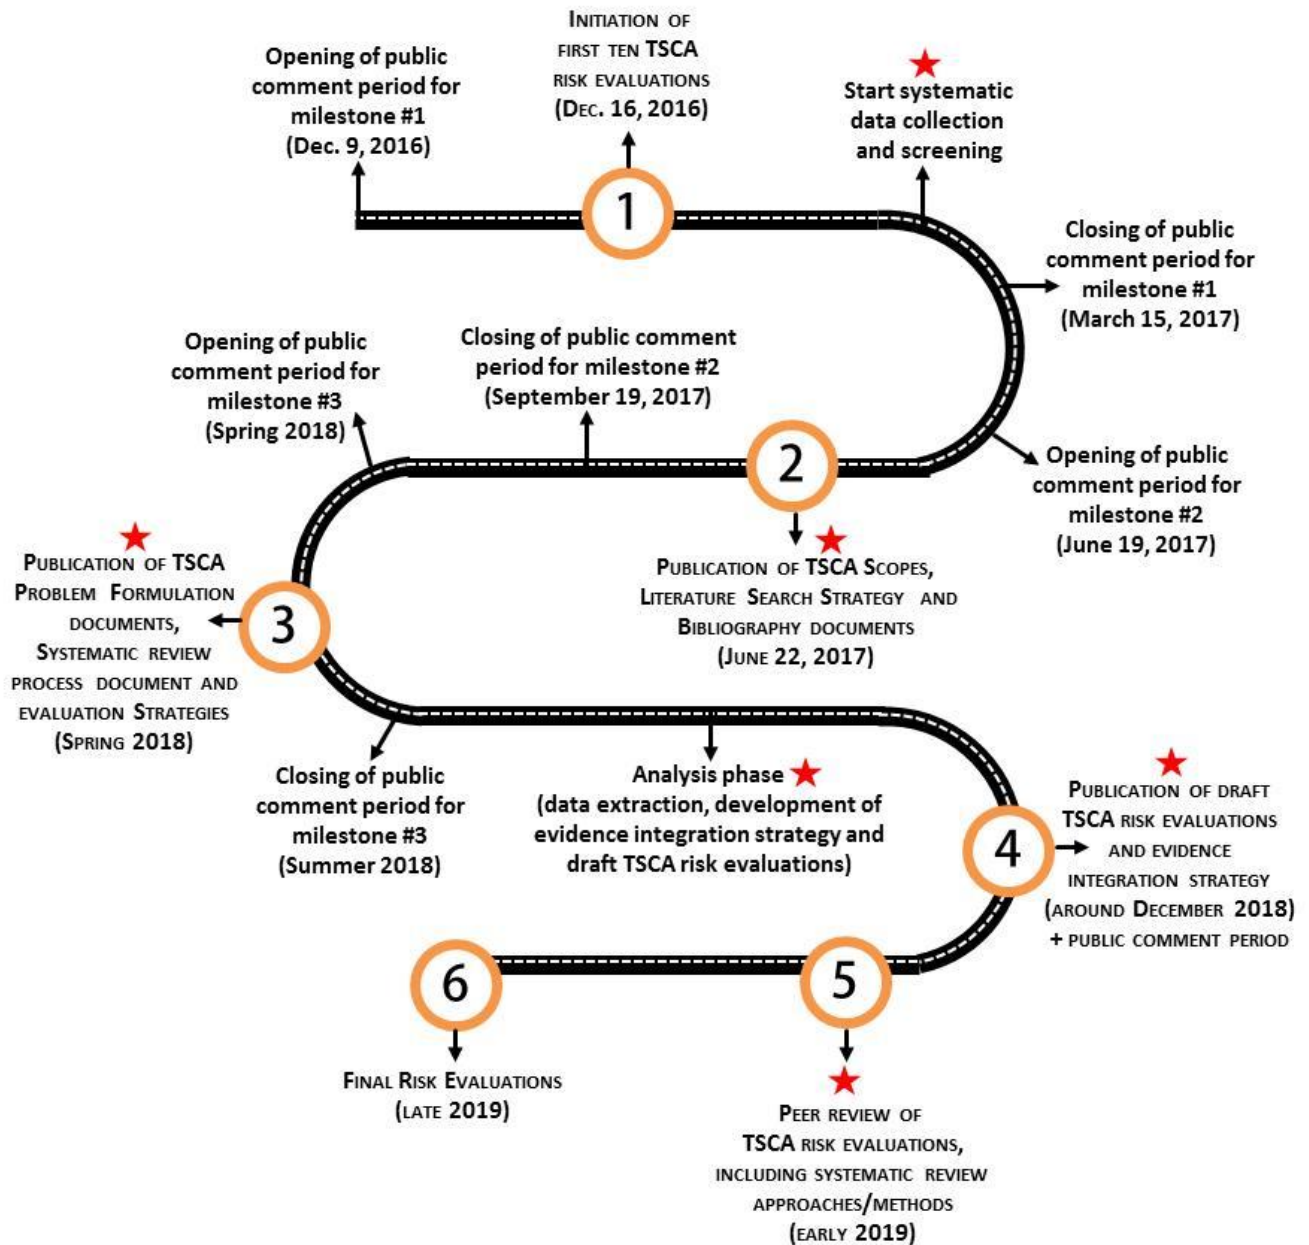 Opening of public
comment period for
milestone #1
(Dec. 9, 2016)
INITIATION OF
FIRST TEN TSCA
RISK EVALUATIONS
(DEC. 16, 2016)
Start systematic
data collection
and screening
1
Closing of public
comment period for
milestone #1
(March 15, 2017)
Opening of public
comment period for
milestone #2
(June 19, 2017)
2
PUBLICATION OF TSCA SCOPES,
LITERATURE SEARCH STRATEGY AND
BIBLIOGRAPHY DOCUMENTS
(JUNE 22, 2017)
Closing of public comment
period for milestone #2
(September 19, 2017)
Opening of public
comment period for
milestone #3
(Spring 2018)
3
PUBLICATION OF TSCA
PROBLEM FORMULATION
DOCUMENTS,
SYSTEMATIC REVIEW
PROCESS DOCUMENT AND
EVALUATION STRATEGIES
(SPRING 2018)
Closing of public
comment period for
milestone #3
(Summer 2018)
Analysis phase
(data extraction, development of
evidence integration strategy and
draft TSCA risk evaluations)
4
PUBLICATION OF DRAFT
TSCA RISK EVALUATIONS
AND EVIDENCE
INTEGRATION STRATEGY
(AROUND DECEMBER 2018)
+ PUBLIC COMMENT PERIOD
5
PEER REVIEW OF
TSCA RISK EVALUATIONS,
INCLUDING SYSTEMATIC REVIEW
APPROACHES/METHODS
(EARLY 2019)
6
FINAL RISK EVALUATIONS
(LATE 2019)